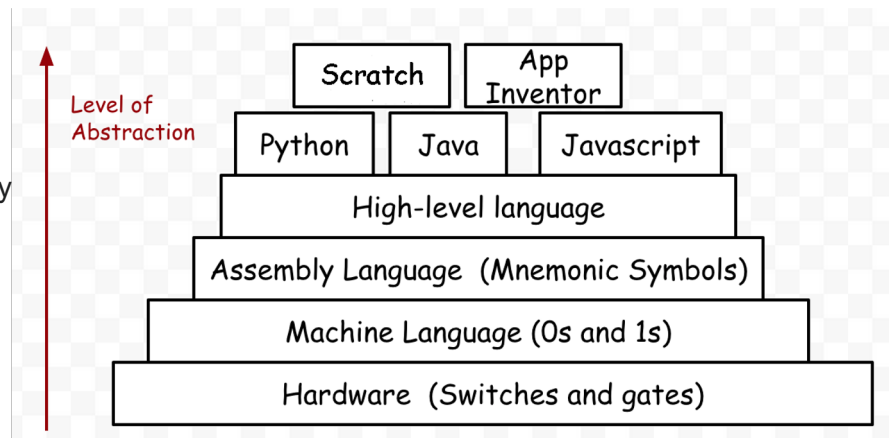 Scratch
App
Inventor
Level of
Abstraction
Python
Java
Javascript
y
High-level language
Assembly Language (Mnemonic Symbols)
Machine Language (0s and 1s)
Hardware (Switches and gates)